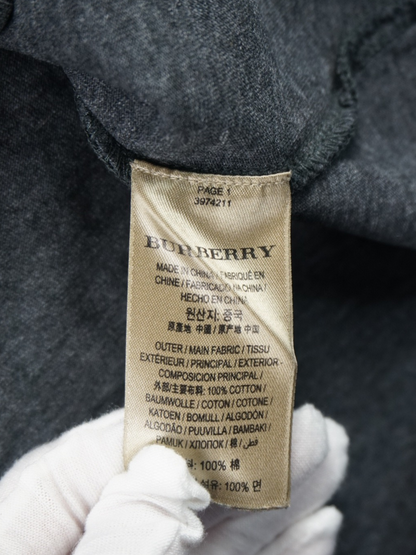 PAGE 1
3974211
BURBERRY
MADE IN CHINA / FABRIQUÉ EN
CHINE / FABRICADO NA CHINA /
HECHO EN CHINA
원산지: 중국
原產地 中國 / 原产地 中国
OUTER / MAIN FABRIC / TISSU
EXTÉRIEUR / PRINCIPAL / EXTERIOR-
COMPOSICION PRINCIPAL /
外部/主要布料: 100% COTTON /
BAUMWOLLE / COTON / COTONE /
KATOEN / BOMULL / ALGODÓN /
ALGODÃO / PUUVILLA / BAMBAKI /
PAMUK / ХЛОПОК / 棉 / قطن /
100% 棉
100% 면